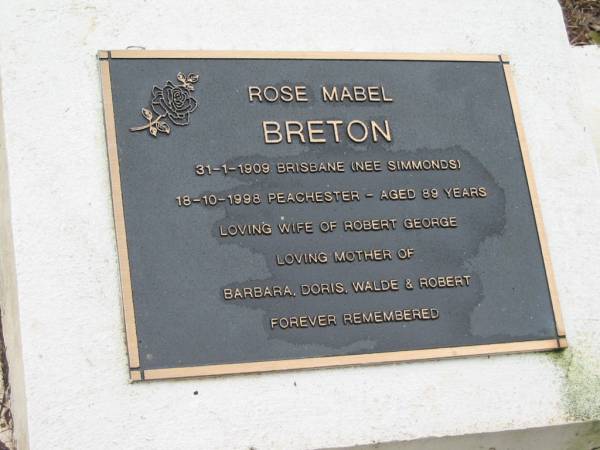 ROSE MABEL
BRETON
31-1-1909 BRISBANE (NEE SIMMONDS)
18-10-1998 PEACHESTER - AGED 89 YEARS
LOVING WIFE OF ROBERT GEORGE
LOVING MOTHER OF
BARBARA, DORIS, WALDE & ROBERT
FOREVER REMEMBERED